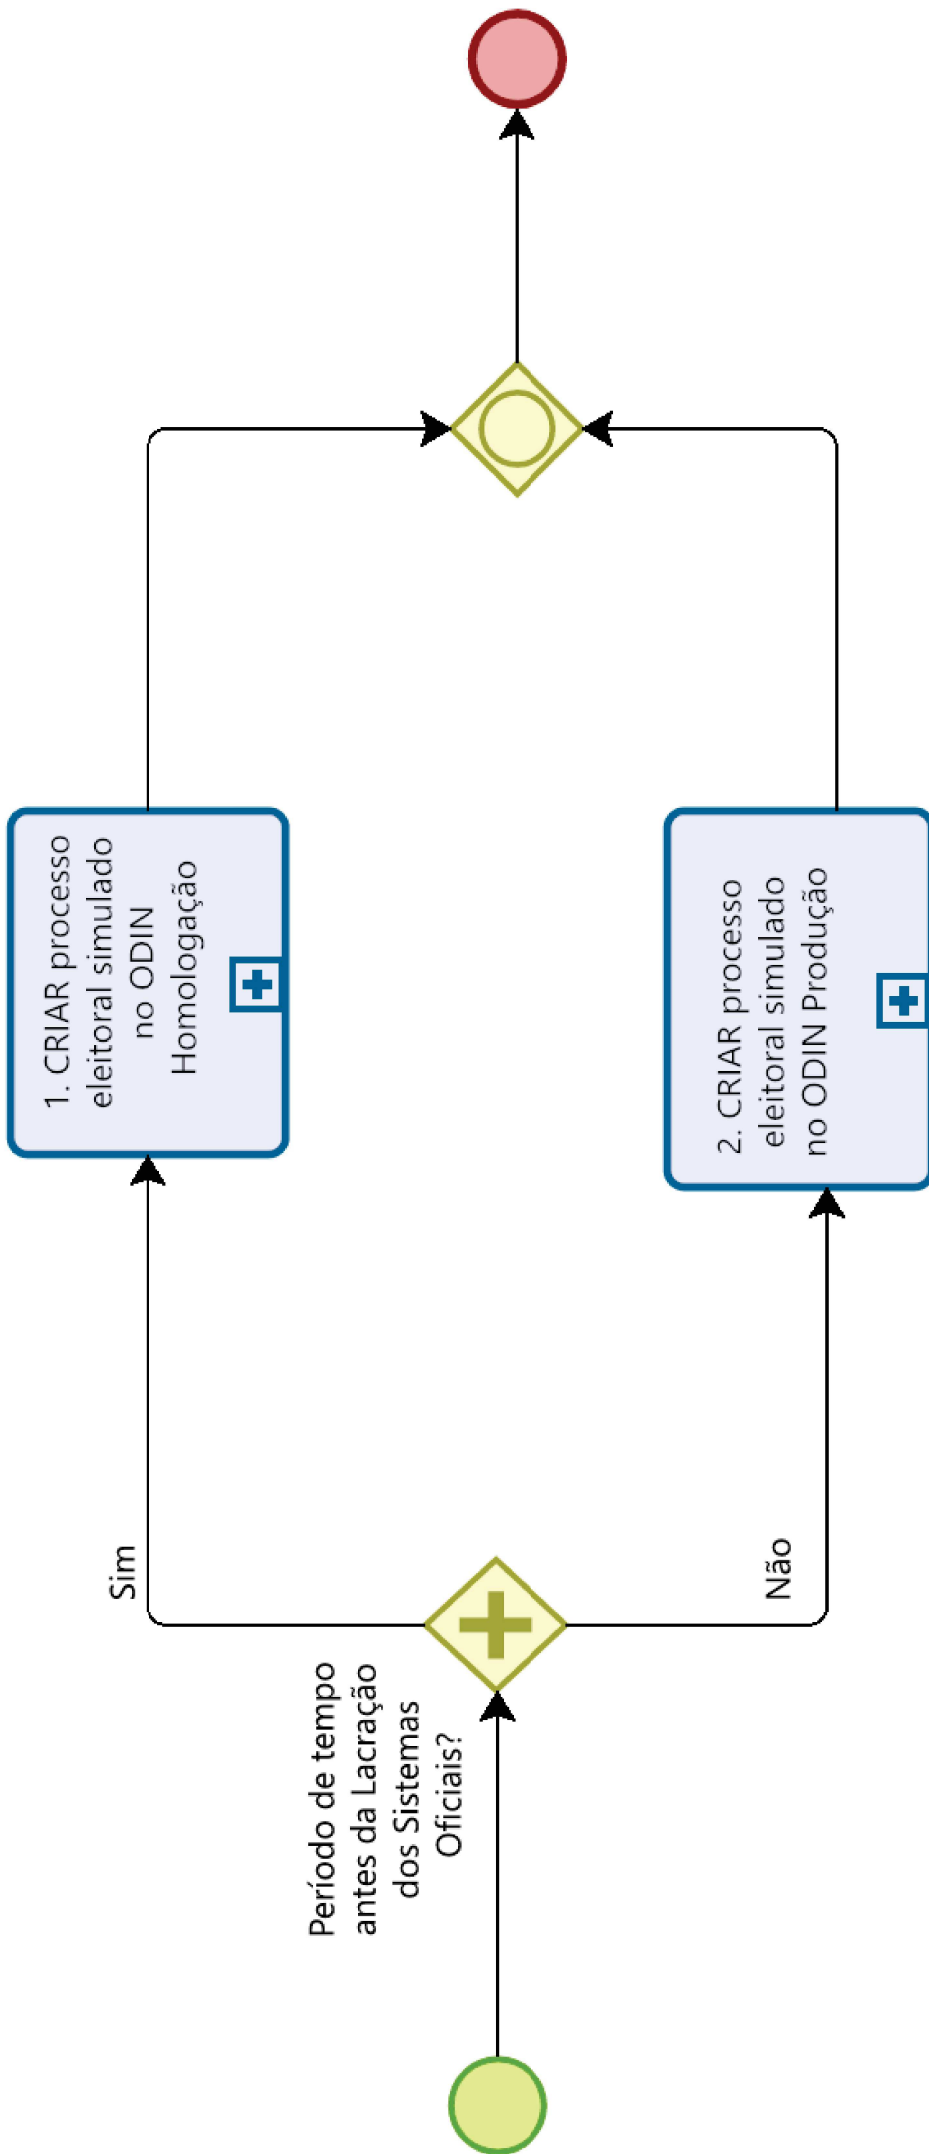 Período de tempo
antes da Lacração
dos Sistemas
Oficiais?
Sim
1. CRIAR processo
eleitoral simulado
no ODIN
Homologação
Não
2. CRIAR processo
eleitoral simulado
no ODIN Produção